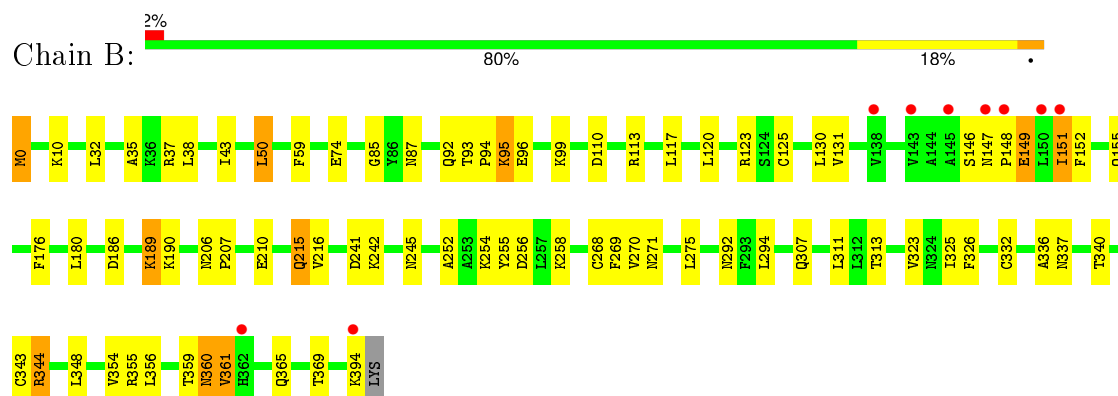 2%
Chain B:
80% 18% •
M0 K10 L32 A35 K36 R37 L38 I43 L50 F59 E74 G85 Y86 N87 Q92 T93 P94 K95 E96 K99 D110 R113 L117 L120 R123 S124 C125 L130 V131 V138 V143 A144 A145 S146 N147 P148 E149 L150 I151 F152
F176 L180 D186 K189 K190 N206 P207 E210 Q215 V216 D241 K242 N245 A252 A253 K254 Y255 D256 L257 K258 C268 F269 V270 N271 L275 N292 F293 L294 Q307 L311 L312 T313 V323 N324 I325 F326 C332 A336 N337 T340
C343 R344 L348 V354 R355 L356 T359 N360 V361 H362 Q365 T369 K394 LYS